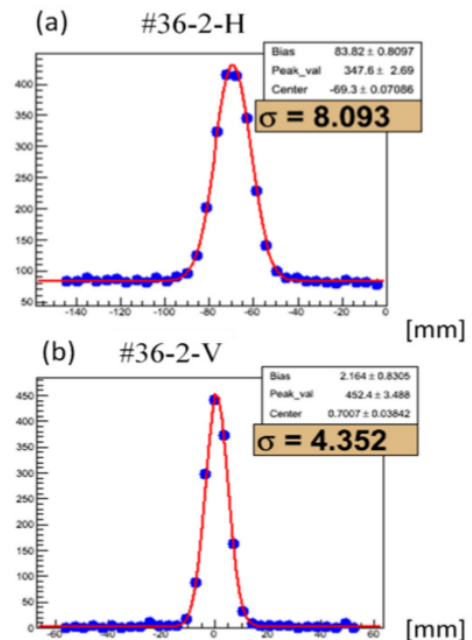 (a) #36-2-H
Bias 83.82 ± 0.8097
Peak_val 347.6 ± 2.69
Center -69.3 ± 0.07086
σ = 8.093
400
350
300
250
200
150
100
50
-140 -120 -100 -80 -60 -40 -20 0
[mm]
(b) #36-2-V
Bias 2.164 ± 0.8305
Peak_val 452.4 ± 3.488
Center 0.7007 ± 0.03842
σ = 4.352
450
400
350
300
250
200
150
100
50
0
-60 -40 -20 0 20 40 60
[mm]